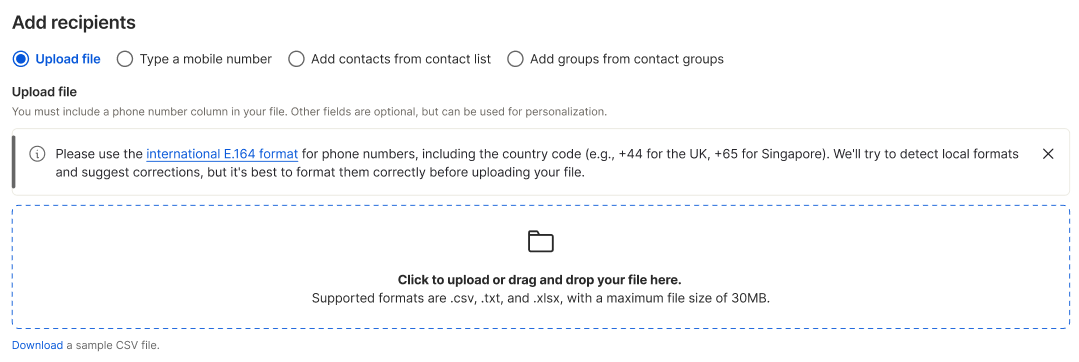 Add recipients
Upload file Type a mobile number Add contacts from contact list Add groups from contact groups
Upload file
You must include a phone number column in your file. Other fields are optional, but can be used for personalization.
Please use the international E.164 format for phone numbers, including the country code (e.g., +44 for the UK, +65 for Singapore). We'll try to detect local formats
and suggest corrections, but it's best to format them correctly before uploading your file.
Click to upload or drag and drop your file here.
Supported formats are .csv, .txt, and .xlsx, with a maximum file size of 30MB.
Download a sample CSV file.